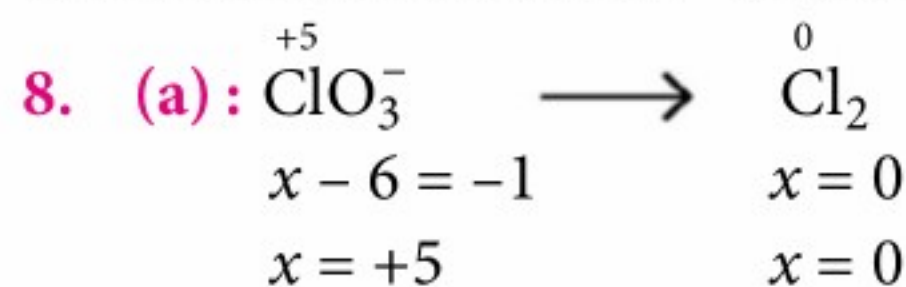 +5 0
8. (a) : ClO₃⁻ ⟶ Cl₂
x – 6 = –1 x = 0
x = +5 x = 0